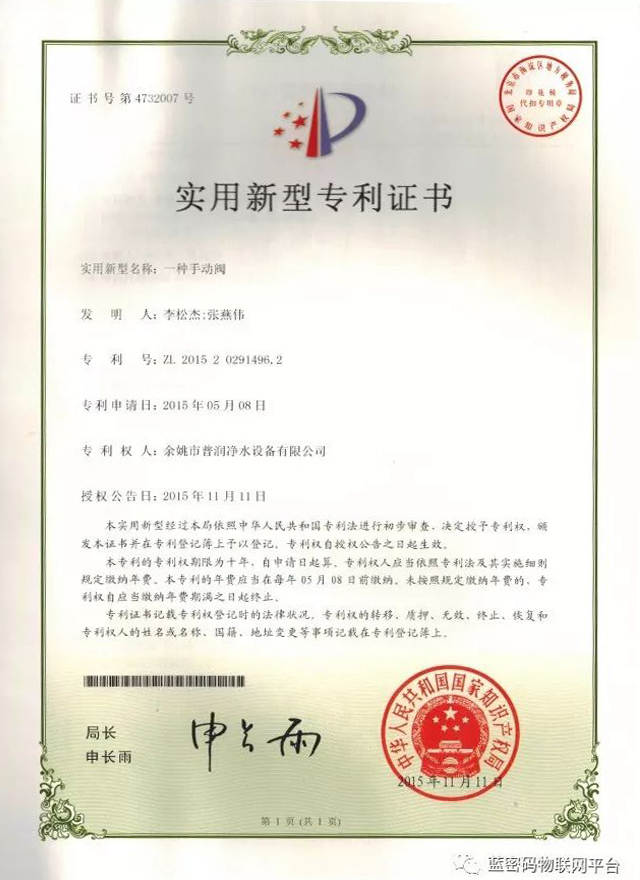 证书号第4732007号
北京市海淀区地方税务局
印花税
代扣专用章
国家知识产权局
实用新型专利证书
实用新型名称：一种手动阀
发明人：李松杰;张燕伟
专利号：ZL 2015 2 0291496.2
专利申请日：2015年05月08日
专利权人：余姚市普润净水设备有限公司
授权公告日：2015年11月11日
本实用新型经过本局依照中华人民共和国专利法进行初步审查，决定授予专利权，颁
发本证书并在专利登记簿上予以登记。专利权自授权公告之日起生效。
本专利的专利权期限为十年，自申请日起算。专利权人应当依照专利法及其实施细则
规定缴纳年费。本专利的年费应当在每年05月08日前缴纳。未按照规定缴纳年费的，专
利权自应当缴纳年费期满之日起终止。
专利证书记载专利权登记时的法律状况。专利权的转移、质押、无效、终止、恢复和
专利权人的姓名或名称、国籍、地址变更等事项记载在专利登记簿上。
局长
申长雨
申长雨
中华人民共和国国家知识产权局
2015年11月11日
第1页(共1页)
蓝密码物联网平台